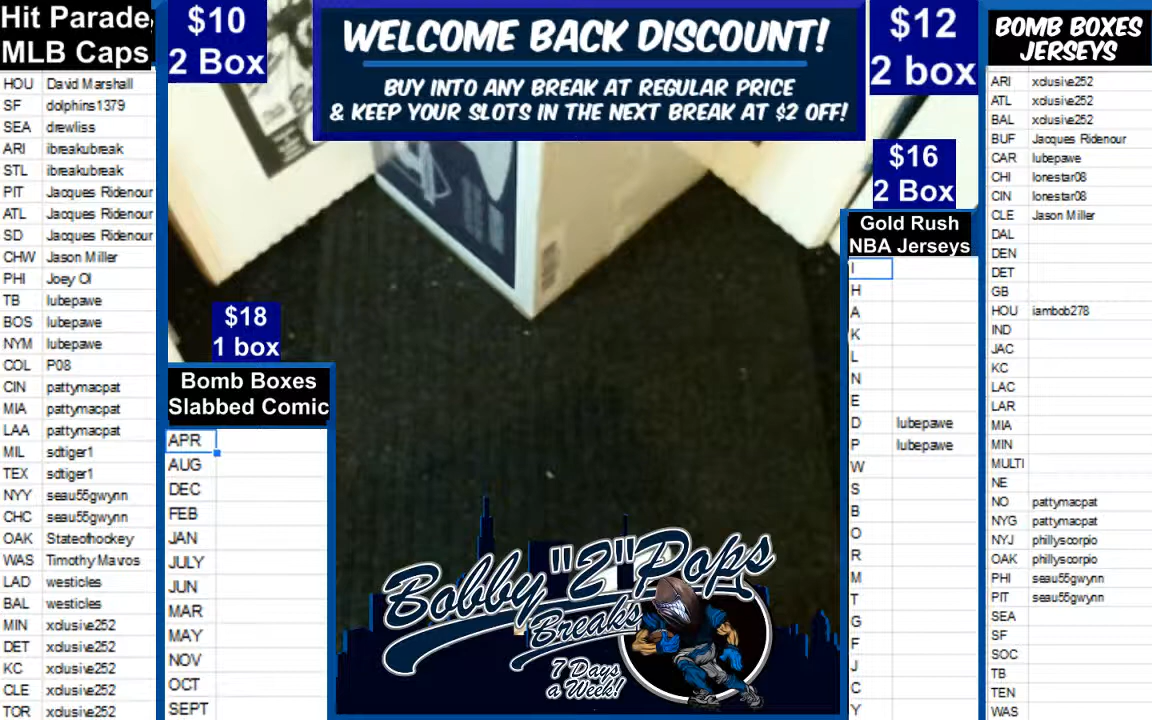 Hit Parade
MLB Caps
HOU David Marshall
SF dolphins1379
SEA drewliss
ARI ibreakubreak
STL ibreakubreak
PIT Jacques Ridenour
ATL Jacques Ridenour
SD Jacques Ridenour
CHW Jason Miller
PHI Joey Ol
TB lubepawe
BOS lubepawe
NYM lubepawe
COL P08
CIN pattymacpat
MIA pattymacpat
LAA pattymacpat
MIL sdtiger1
TEX sdtiger1
NYY seau55gwynn
CHC seau55gwynn
OAK Stateofhockey
WAS Timothy Mavros
LAD westicles
BAL westicles
MIN xclusive252
DET xclusive252
KC xclusive252
CLE xclusive252
TOR xclusive252
$10
2 Box
WELCOME BACK DISCOUNT!
BUY INTO ANY BREAK AT REGULAR PRICE
& KEEP YOUR SLOTS IN THE NEXT BREAK AT $2 OFF!
$12
2 box
$18
1 box
Bomb Boxes
Slabbed Comic
APR
AUG
DEC
FEB
JAN
JULY
JUN
MAR
MAY
NOV
OCT
SEPT
Bobby "2" Pops
Breaks
7 Days
a Week!
$16
2 Box
Gold Rush
NBA Jerseys
I
H
A
K
L
N
E
D lubepawe
P lubepawe
W
S
B
O
R
M
T
G
F
J
C
Y
BOMB BOXES
JERSEYS
ARI xclusive252
ATL xclusive252
BAL xclusive252
BUF Jacques Ridenour
CAR lubepawe
CHI lonestar08
CIN lonestar08
CLE Jason Miller
DAL
DEN
DET
GB
HOU iambob278
IND
JAC
KC
LAC
LAR
MIA
MIN
MULTI
NE
NO pattymacpat
NYG pattymacpat
NYJ phillyscorpio
OAK phillyscorpio
PHI seau55gwynn
PIT seau55gwynn
SEA
SF
SOC
TB
TEN
WAS